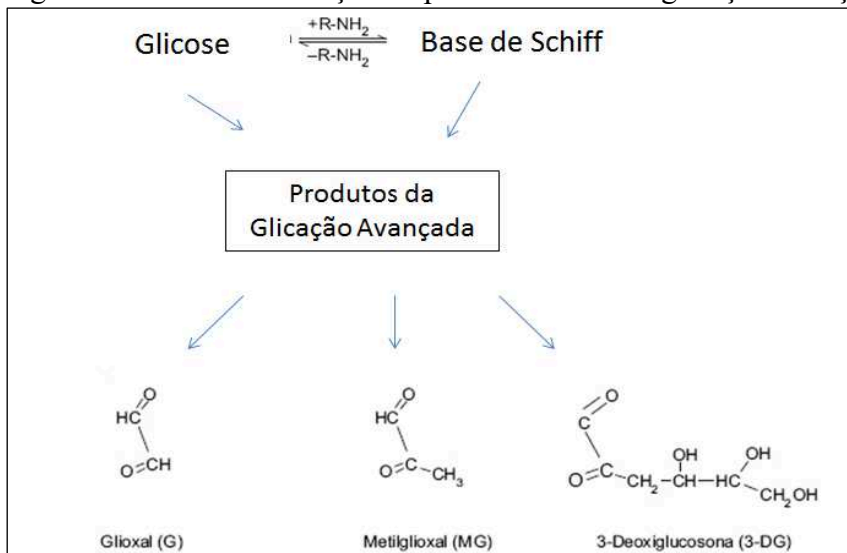 Glicose +R-NH₂ Base de Schiff
–R-NH₂
Produtos da
Glicação Avançada
O O O
HC HC C
OH OH
O=CH O=C–CH₃ O=C–CH₂–CH–HC
CH₂OH
Glioxal (G) Metilglioxal (MG) 3-Deoxiglucosona (3-DG)